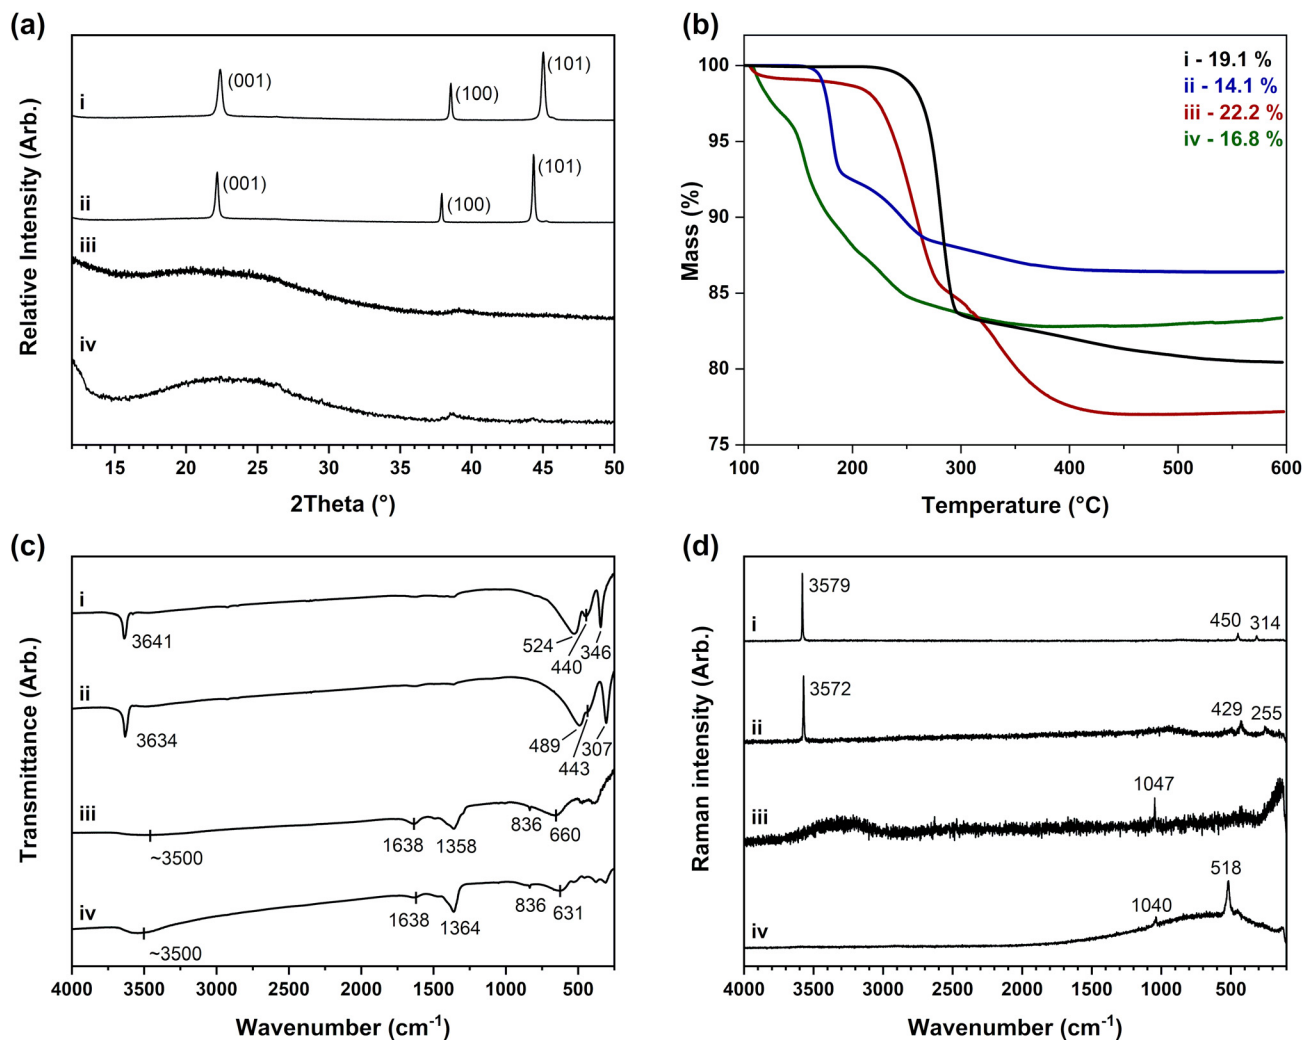 (a)
i
(001)
(100)
(101)
ii
(001)
(100)
(101)
iii
iv
Relative Intensity (Arb.)
15 20 25 30 35 40 45 50
2Theta (°)
(b)
i - 19.1 %
ii - 14.1 %
iii - 22.2 %
iv - 16.8 %
100
95
90
85
80
75
Mass (%)
100 200 300 400 500 600
Temperature (°C)
(c)
i
3641
524
440
346
ii
3634
489
443
307
iii
~3500
1638
1358
836
660
iv
~3500
1638
1364
836
631
Transmittance (Arb.)
4000 3500 3000 2500 2000 1500 1000 500
Wavenumber (cm-1)
(d)
3579
i
450
314
3572
ii
429
255
1047
iii
518
1040
iv
Raman intensity (Arb.)
4000 3500 3000 2500 2000 1500 1000 500
Wavenumber (cm-1)